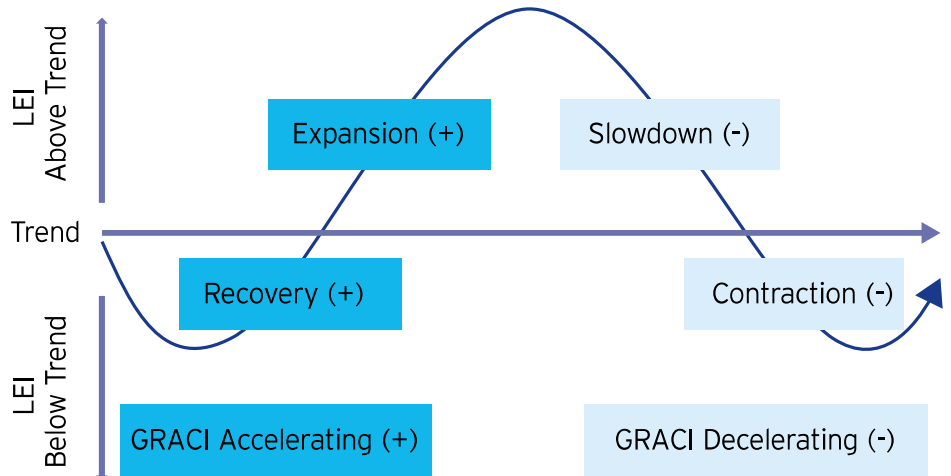 LEI
Above Trend
Expansion (+)
Slowdown (-)
Trend
Recovery (+)
Contraction (-)
LEI
Below Trend
GRACI Accelerating (+)
GRACI Decelerating (-)